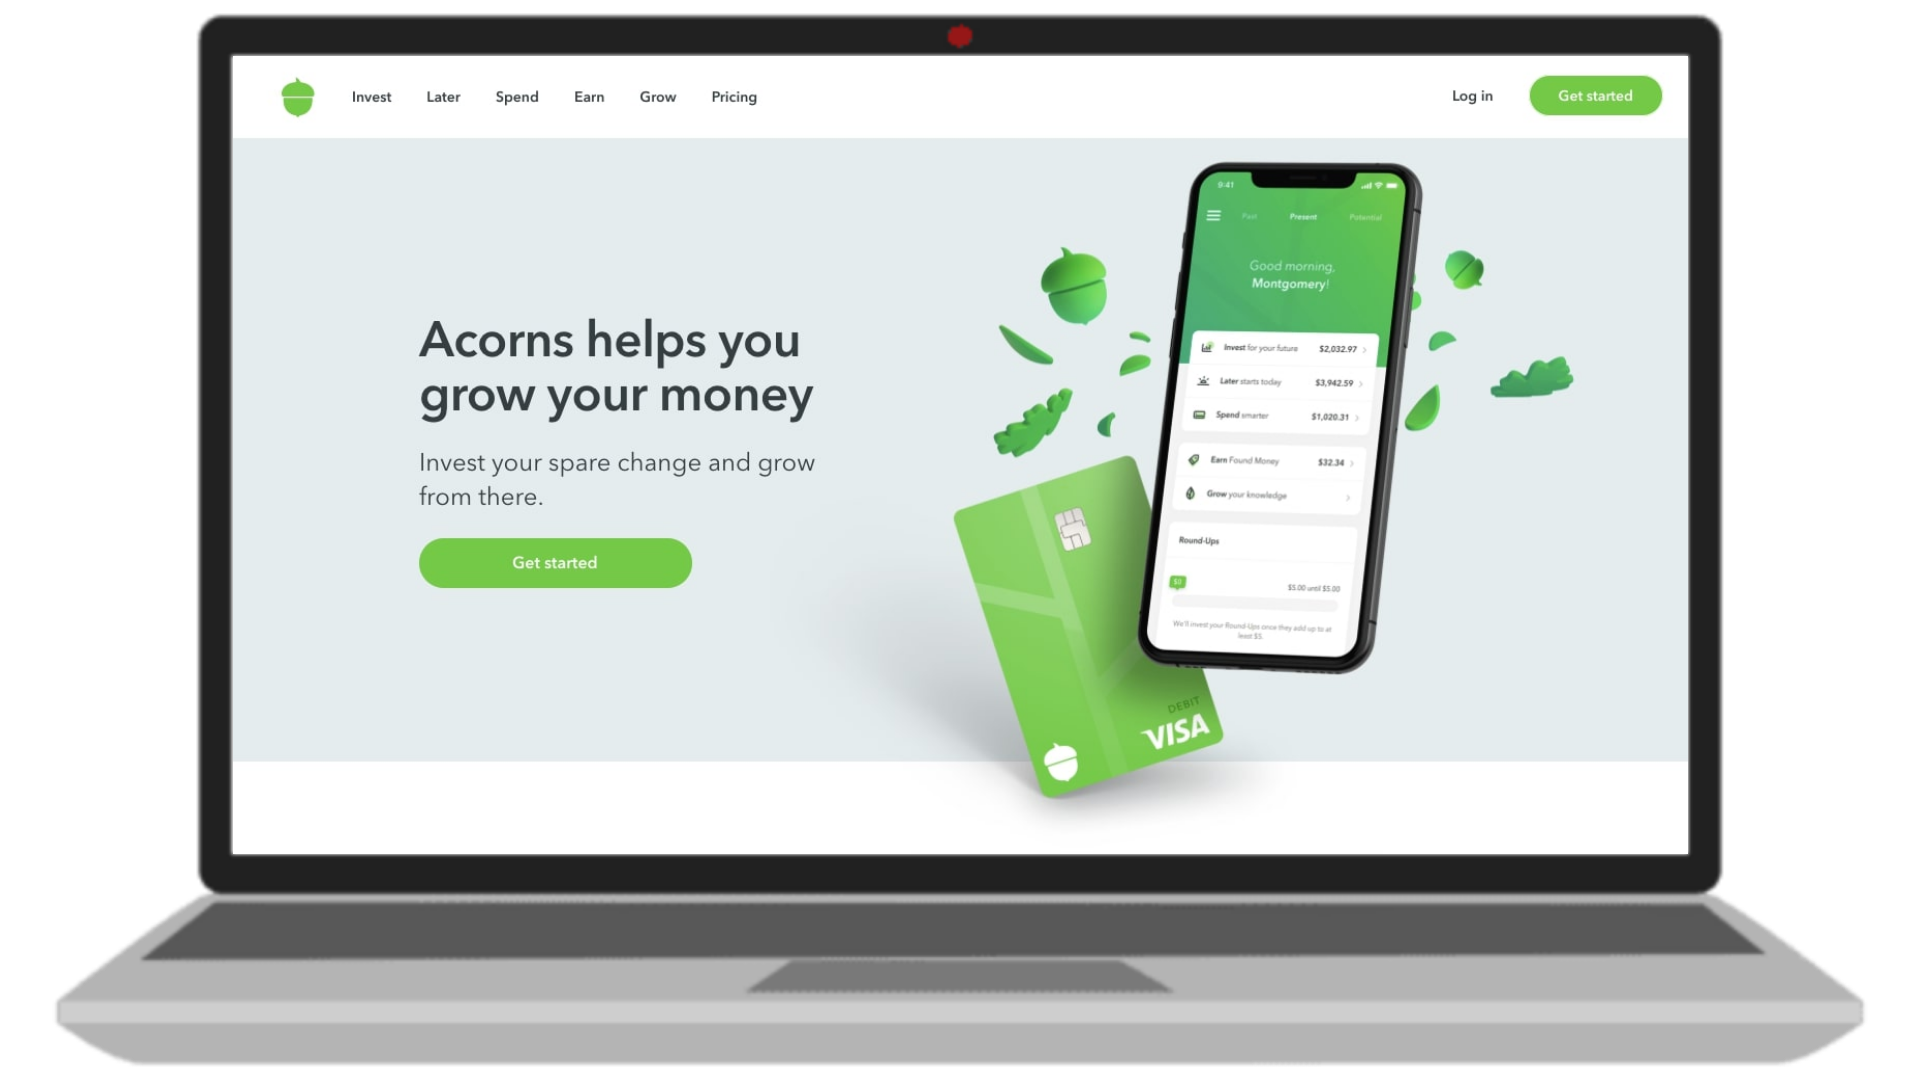 Invest Later Spend Earn Grow Pricing Log in Get started
Acorns helps you
grow your money
Invest your spare change and grow
from there.
Get started
9:41
Past Present Potential
Good morning,
Montgomery!
Invest for your future $2,032.97
Later starts today $3,942.59
Spend smarter $1,020.31
Earn Found Money $32.34
Grow your knowledge
Round-Ups
$0
$5.00 until $5.00
We'll invest your Round-Ups once they add up to at
least $5.
DEBIT
VISA